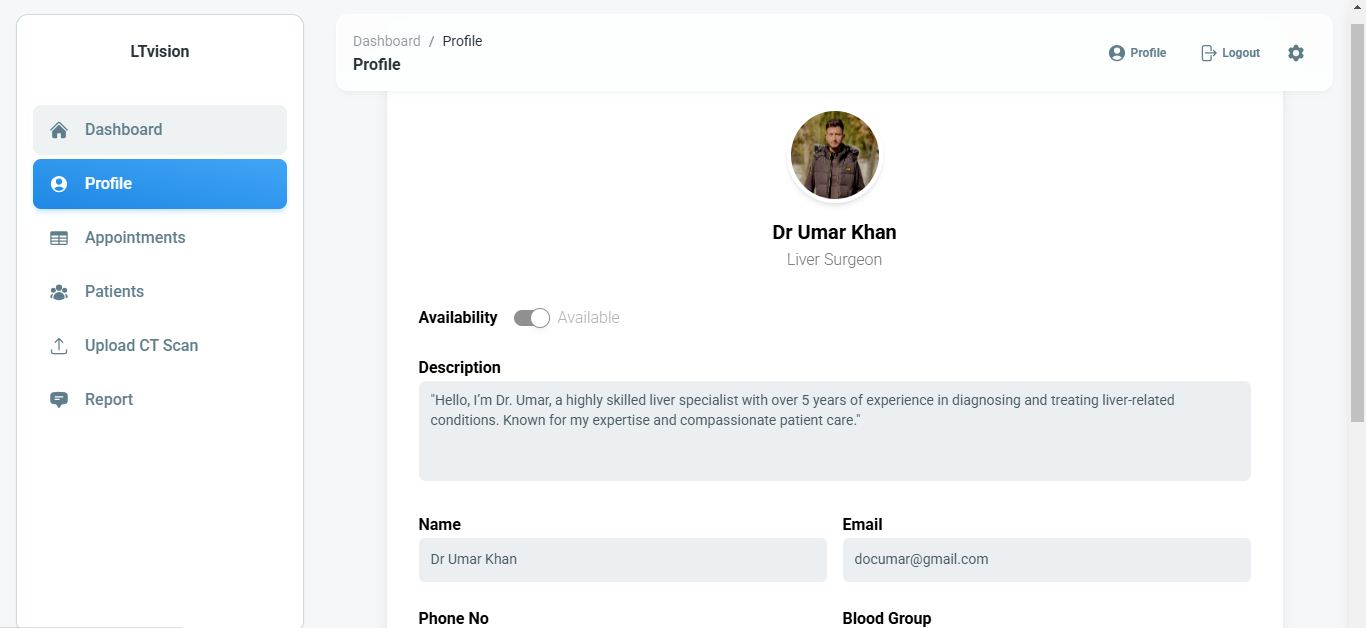 LTvision
Dashboard
Profile
Appointments
Patients
Upload CT Scan
Report
Dashboard / Profile
Profile
Profile
Logout
Dr Umar Khan
Liver Surgeon
Availability
Available
Description
"Hello, I'm Dr. Umar, a highly skilled liver specialist with over 5 years of experience in diagnosing and treating liver-related
conditions. Known for my expertise and compassionate patient care."
Name
Email
Dr Umar Khan
documar@gmail.com
Phone No
Blood Group